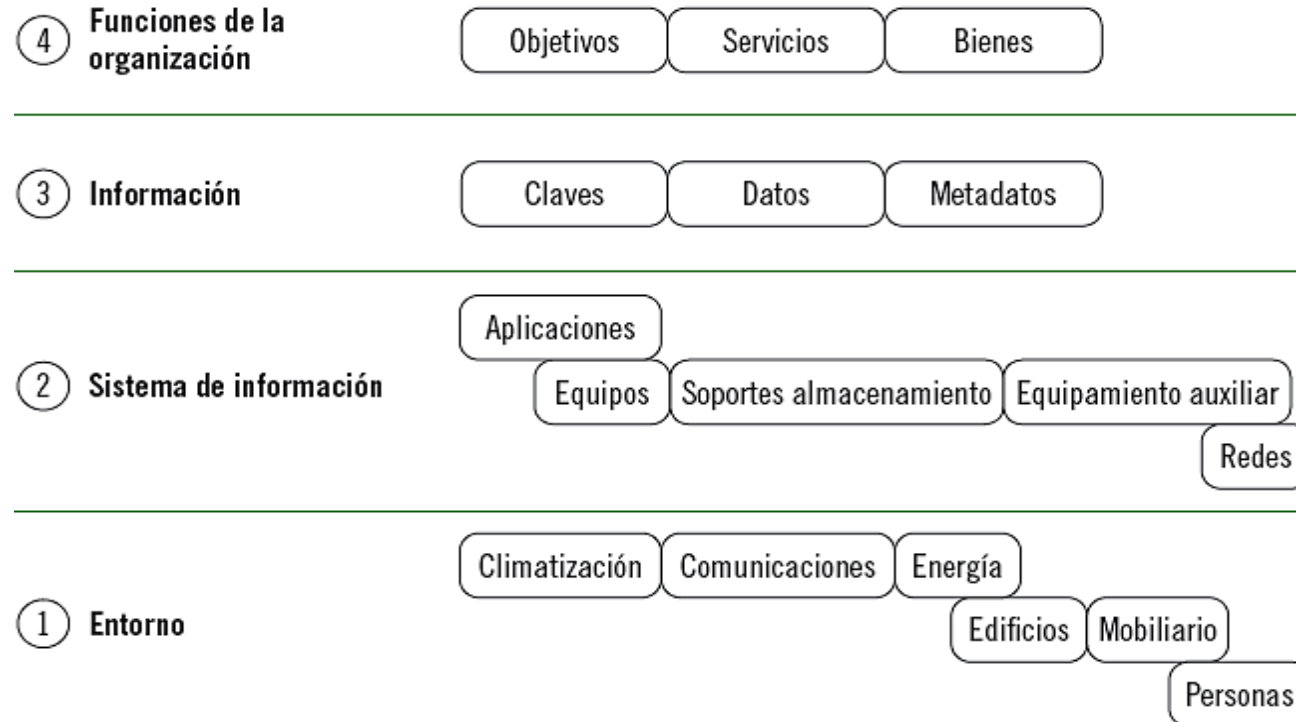 4 Funciones de la organización
Objetivos Servicios Bienes
3 Información
Claves Datos Metadatos
2 Sistema de información
Aplicaciones
Equipos Soportes almacenamiento Equipamiento auxiliar
Redes
1 Entorno
Climatización Comunicaciones Energía
Edificios Mobiliario
Personas